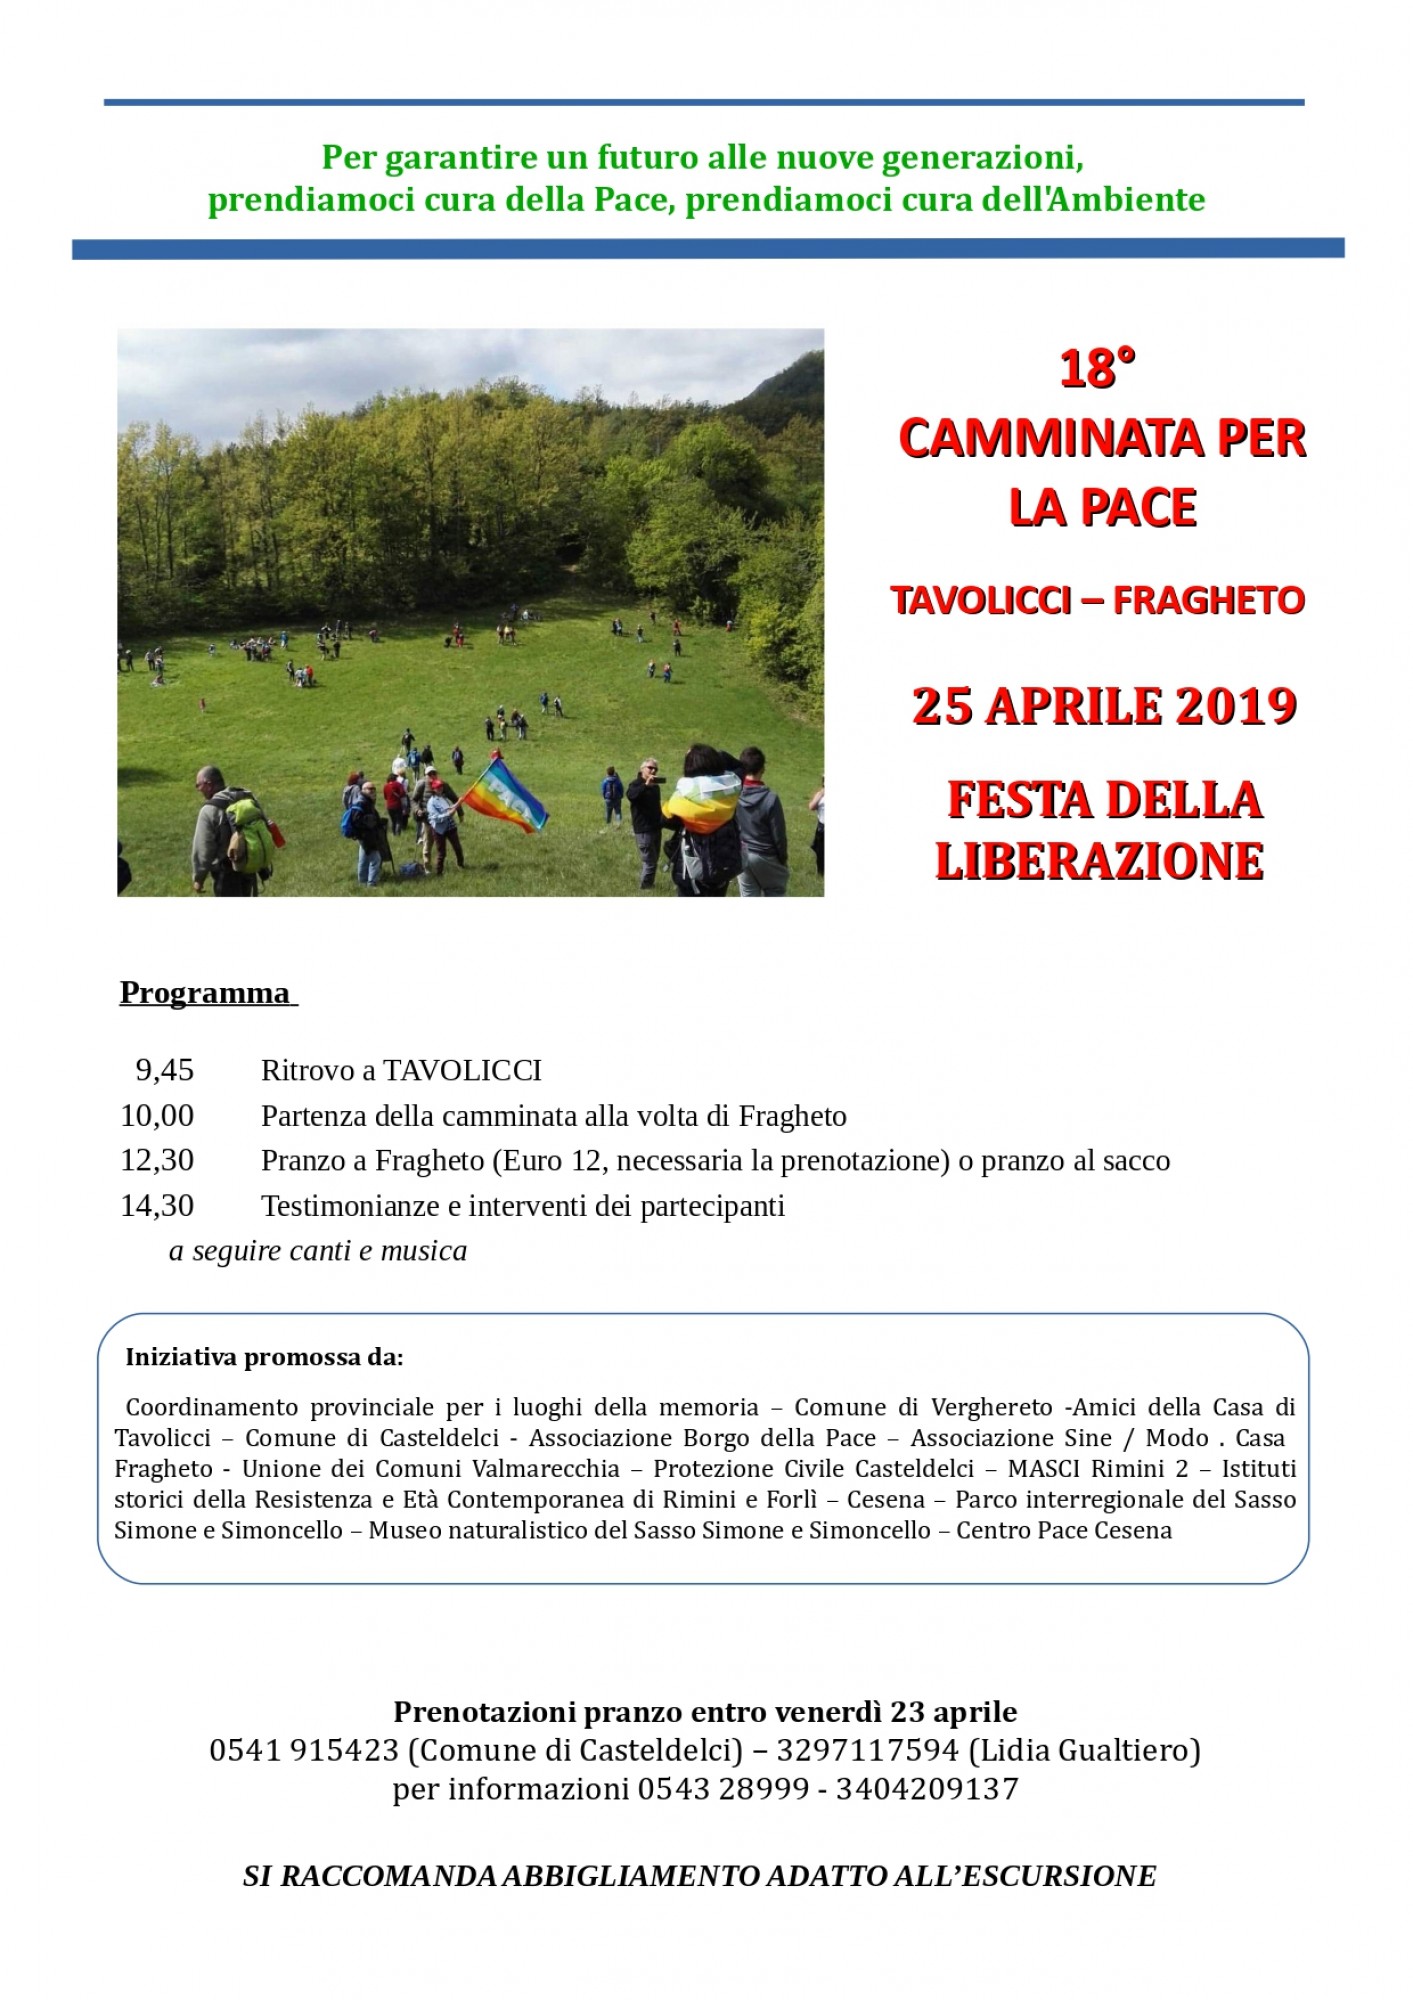 Per garantire un futuro alle nuove generazioni,
prendiamoci cura della Pace, prendiamoci cura dell'Ambiente
18°
CAMMINATA PER
LA PACE
TAVOLICCI – FRAGHETO
25 APRILE 2019
FESTA DELLA
LIBERAZIONE
PACE
Programma
9,45 Ritrovo a TAVOLICCI
10,00 Partenza della camminata alla volta di Fragheto
12,30 Pranzo a Fragheto (Euro 12, necessaria la prenotazione) o pranzo al sacco
14,30 Testimonianze e interventi dei partecipanti
a seguire canti e musica
Iniziativa promossa da:
Coordinamento provinciale per i luoghi della memoria – Comune di Verghereto -Amici della Casa di
Tavolicci – Comune di Casteldelci - Associazione Borgo della Pace – Associazione Sine / Modo . Casa
Fragheto - Unione dei Comuni Valmarecchia – Protezione Civile Casteldelci – MASCI Rimini 2 – Istituti
storici della Resistenza e Età Contemporanea di Rimini e Forlì – Cesena – Parco interregionale del Sasso
Simone e Simoncello – Museo naturalistico del Sasso Simone e Simoncello – Centro Pace Cesena
Prenotazioni pranzo entro venerdì 23 aprile
0541 915423 (Comune di Casteldelci) – 3297117594 (Lidia Gualtiero)
per informazioni 0543 28999 - 3404209137
SI RACCOMANDA ABBIGLIAMENTO ADATTO ALL’ESCURSIONE